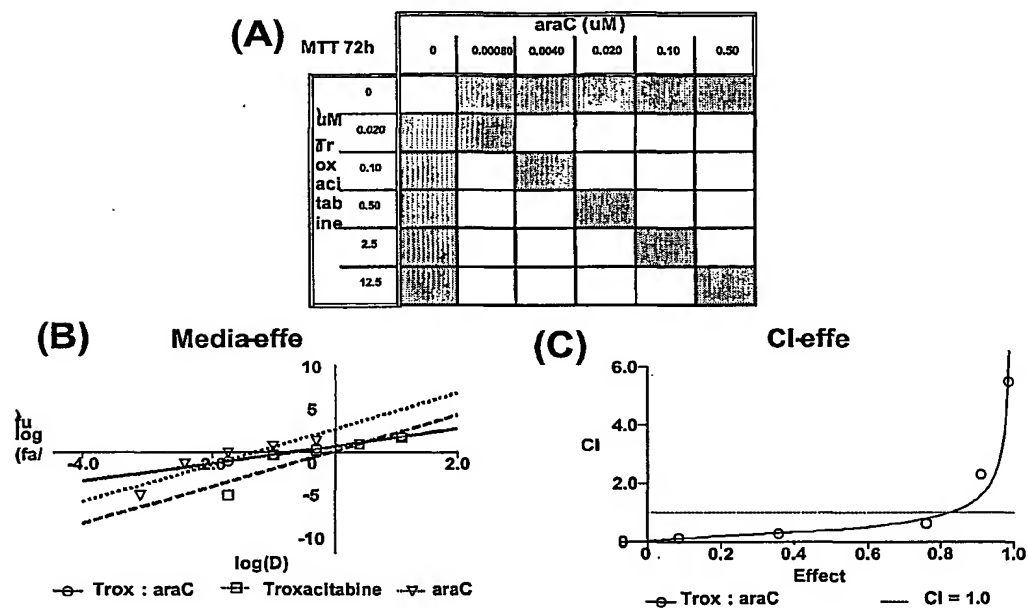 (A)
araC (uM)
MTT 72h
0 0.00080 0.0040 0.020 0.10 0.50
0
0.020
0.10
0.50
2.5
12.5
)
uM
Tr
ox
aci
tab
ine
(B)
Media-effe
10
5
0
-5
-10
-4.0 -2.0 2.0
)
fu
log
(fa/
log(D)
Trox : araC Troxacitabine araC
(C)
CI-effe
6.0
4.0
CI
2.0
0
0 0.2 0.4 0.6 0.8 1.0
Effect
Trox : araC CI = 1.0